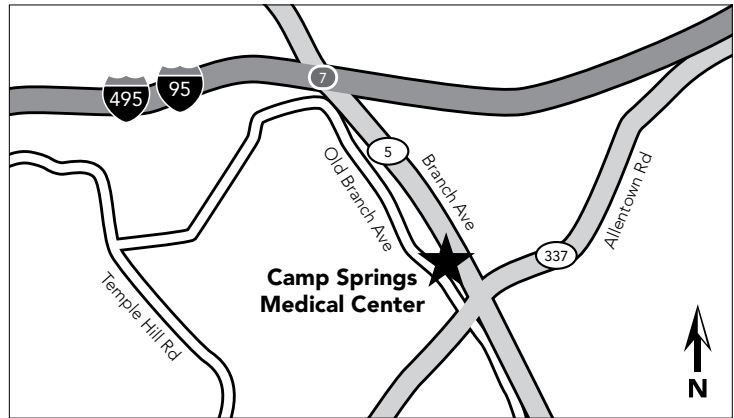 7
95
495
5
Branch Ave
Old Branch Ave
Allentown Rd
337
Camp Springs
Medical Center
Temple Hill Rd
N